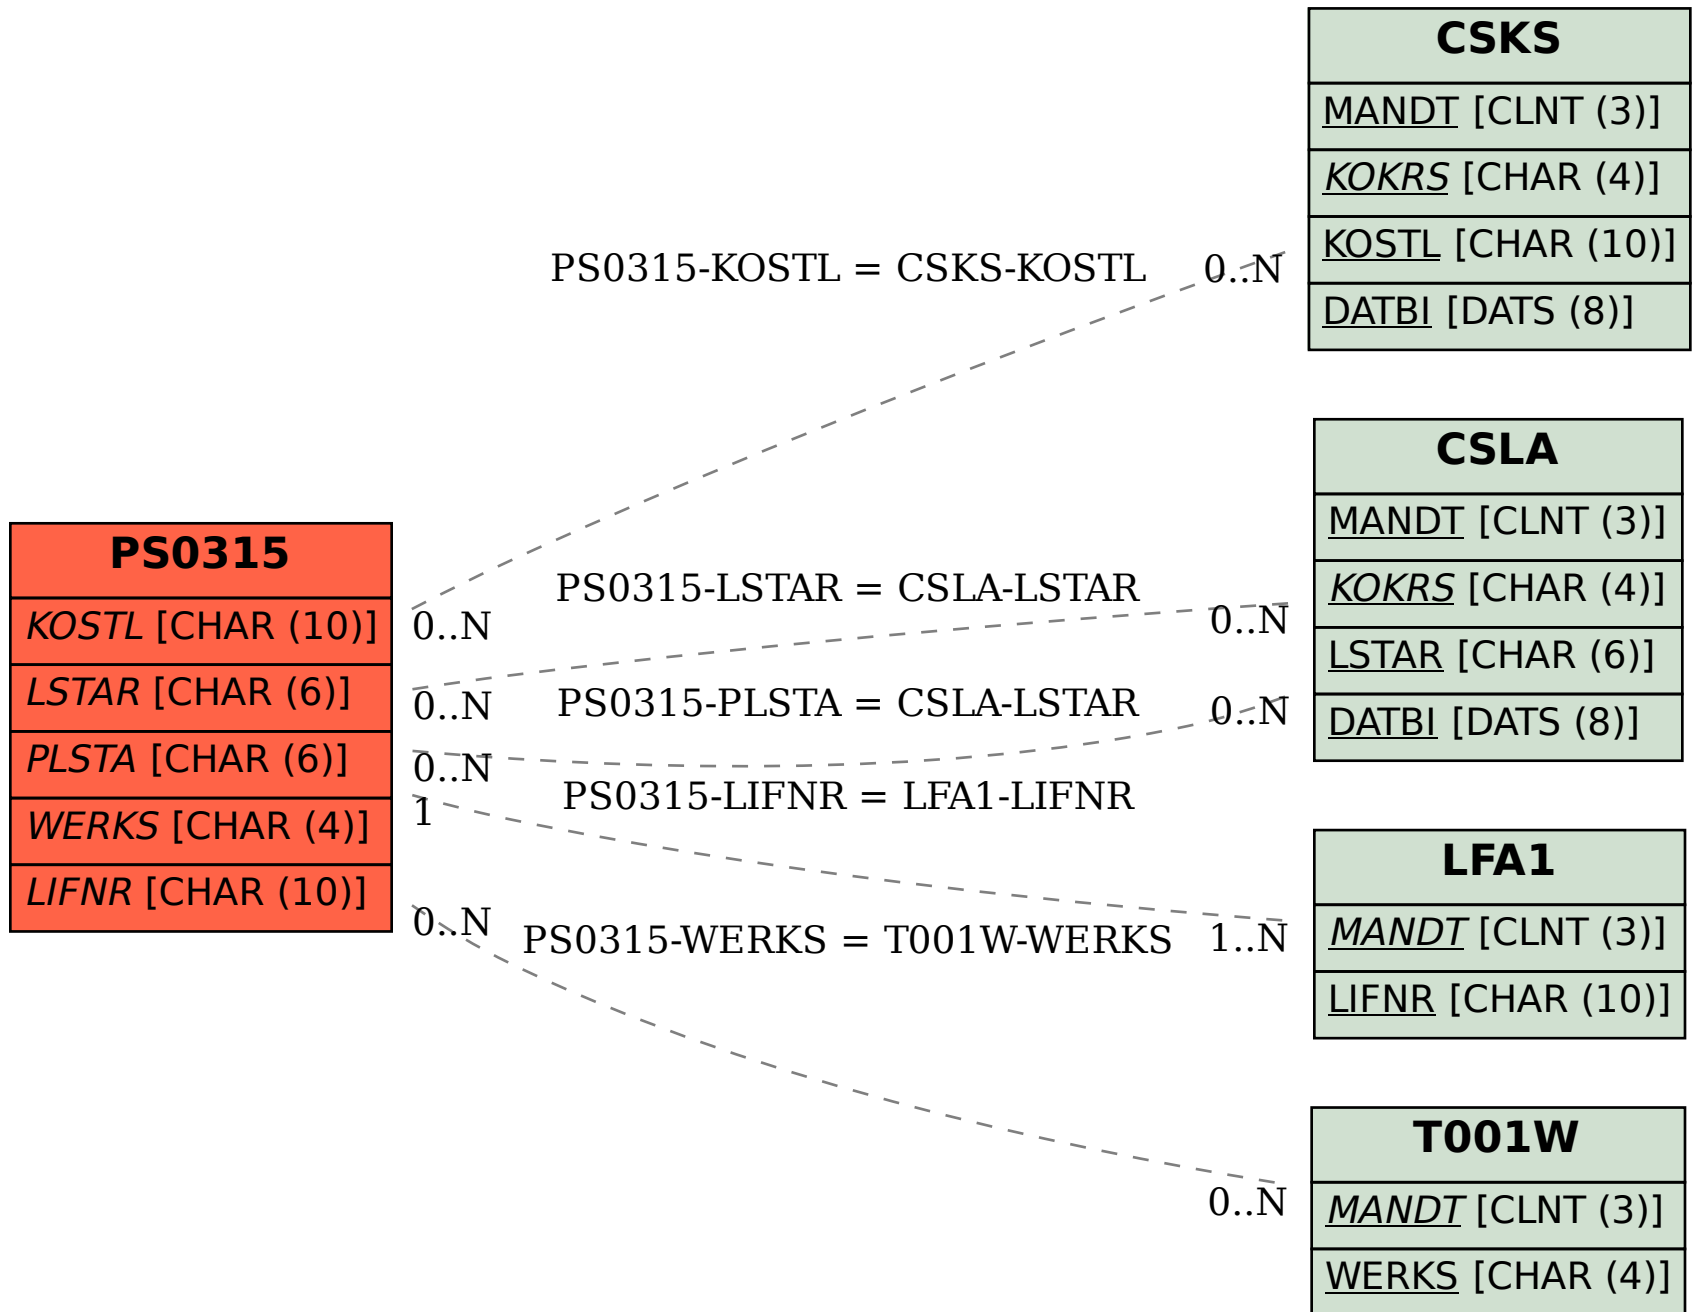 CSKS
MANDT [CLNT (3)]
KOKRS [CHAR (4)]
KOSTL [CHAR (10)]
DATBI [DATS (8)]
PS0315-KOSTL = CSKS-KOSTL
0..N
CSLA
MANDT [CLNT (3)]
KOKRS [CHAR (4)]
LSTAR [CHAR (6)]
DATBI [DATS (8)]
PS0315
KOSTL [CHAR (10)]
LSTAR [CHAR (6)]
PLSTA [CHAR (6)]
WERKS [CHAR (4)]
LIFNR [CHAR (10)]
0..N
PS0315-LSTAR = CSLA-LSTAR
0..N
0..N
PS0315-PLSTA = CSLA-LSTAR
0..N
0..N
1
PS0315-LIFNR = LFA1-LIFNR
1..N
0..N
PS0315-WERKS = T001W-WERKS
0..N
LFA1
MANDT [CLNT (3)]
LIFNR [CHAR (10)]
T001W
MANDT [CLNT (3)]
WERKS [CHAR (4)]